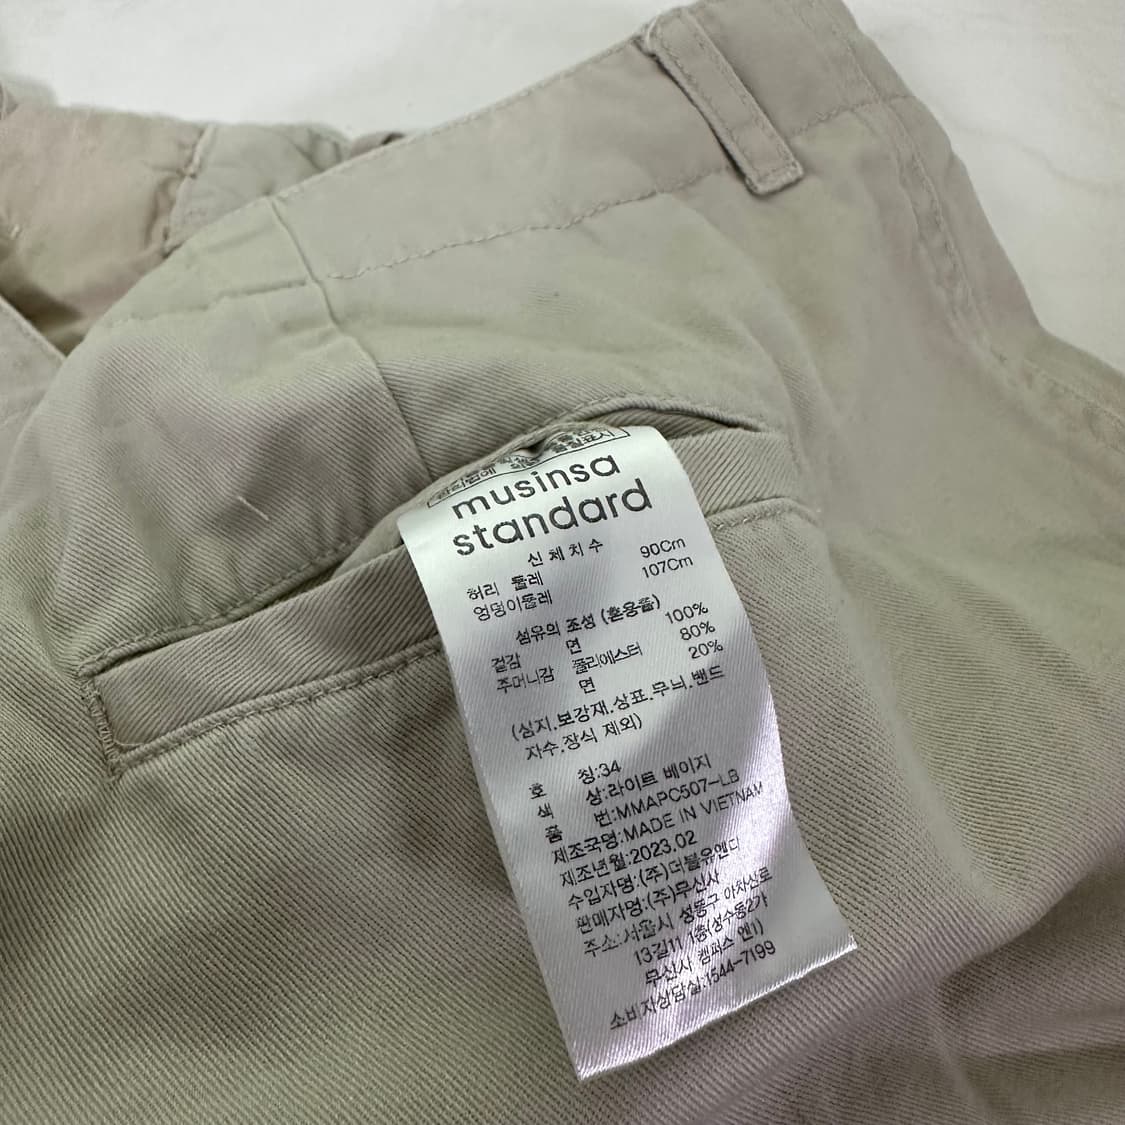 musinsa
standard
신체치수
허리 둘레 90Cm
엉덩이둘레 107Cm
섬유의 조성 (혼용율)
겉감 면 100%
주머니감 폴리에스터 80%
면 20%
(심지.보강재.상표.무늬.밴드
자수.장식 제외)
호 칭:34
색 상:라이트 베이지
품 번:MMAPC507-LB
제조국명:MADE IN VIETNAM
제조년월:2023.02
수입자명:(주)더블유앤디
판매자명:(주)무신사
주소:서울시 성동구 아차산로
13길11 1층(성수동2가
무신사 캠퍼스 엔1)
소비자상담실:1544-7199